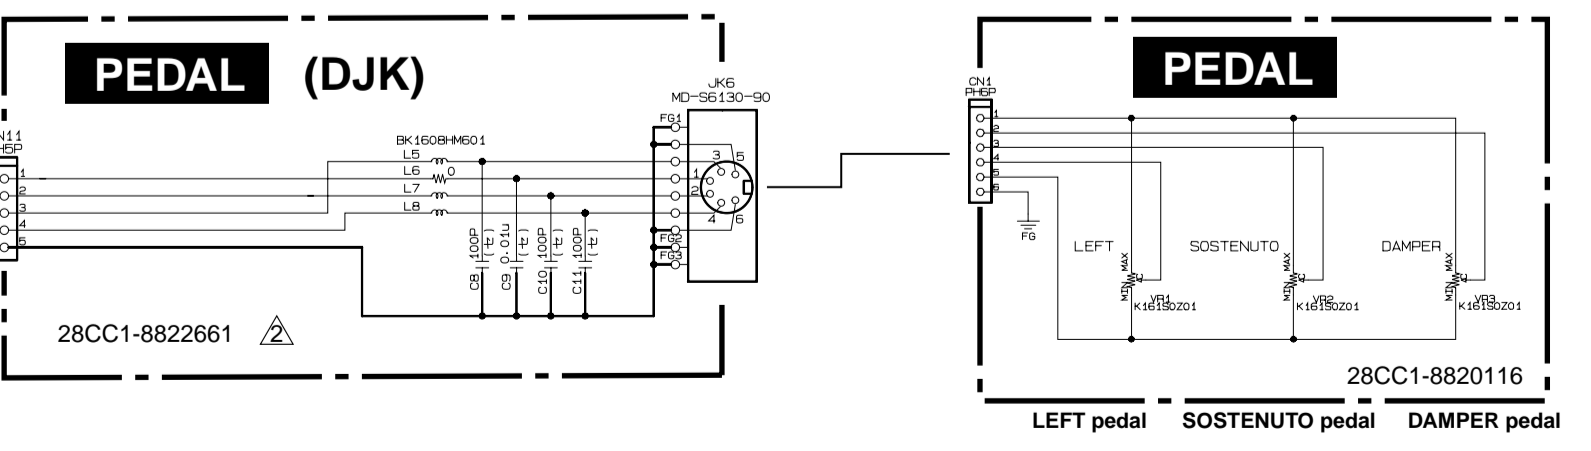 PEDAL (DJK)
JK6
MD-S6130-90
FG1
N11
H5P
1
2
3
4
5
BK1608HM601
L5
L6 0
L7
L8
3 5
1
2
4 6
FG2
FG3
C8 100P
C9 0.01u
C10 100P
C11 100P
28CC1-8822661 2
PEDAL
CN1
PH6P
1
2
3
4
5
6
FG
LEFT
MIN MAX
C
VR1
K161S0Z01
SOSTENUTO
MIN MAX
C
VR2
K161S0Z01
DAMPER
MIN MAX
C
VR3
K161S0Z01
28CC1-8820116
LEFT pedal SOSTENUTO pedal DAMPER pedal